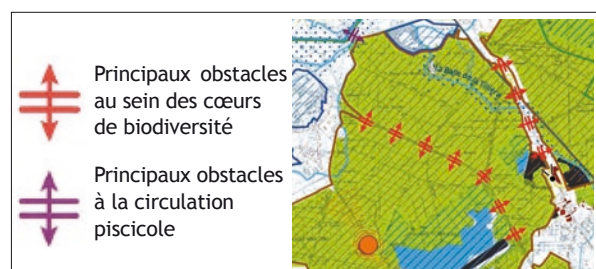 Principaux obstacles
au sein des cœurs
de biodiversité
Principaux obstacles
à la circulation
piscicole